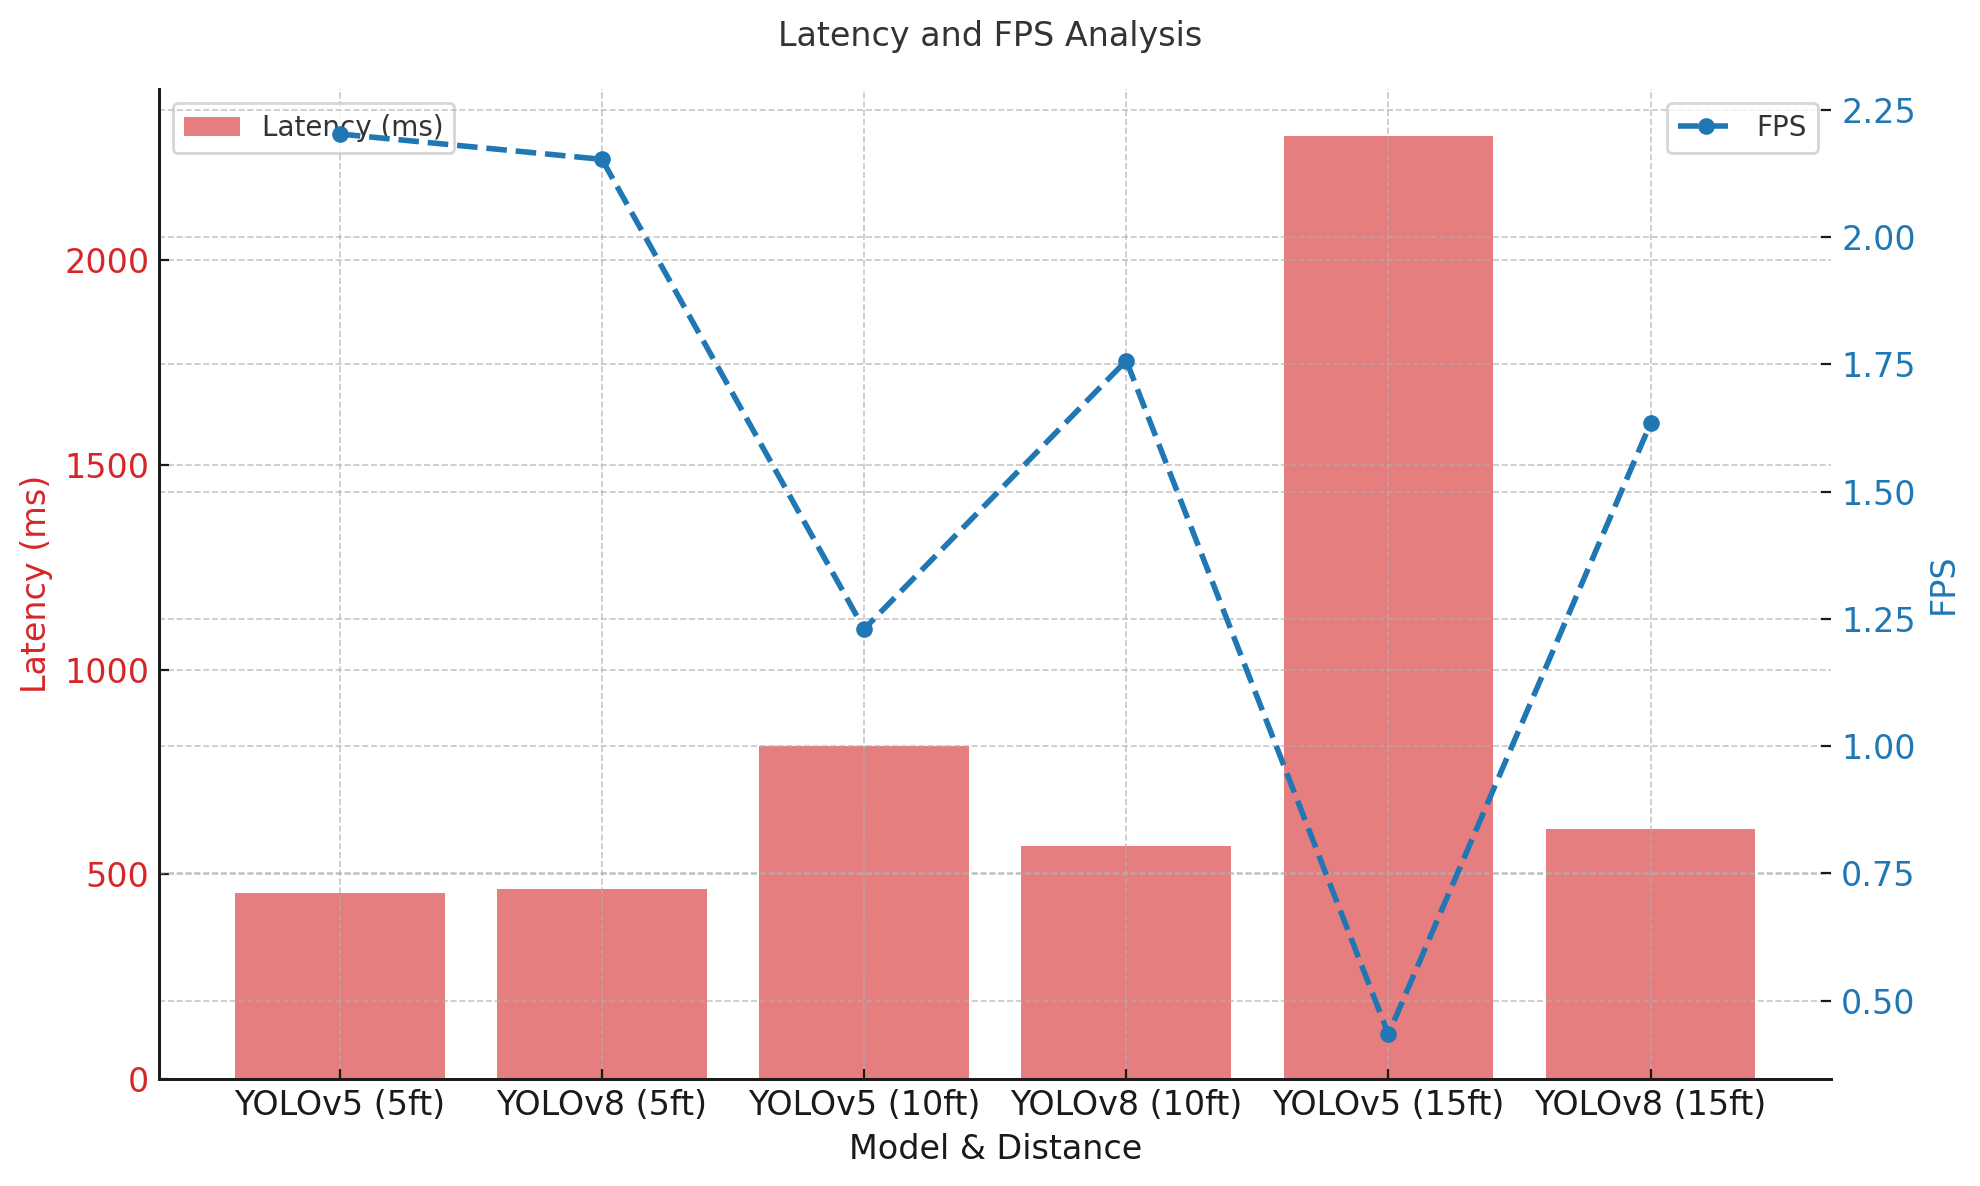 Latency and FPS Analysis
Latency (ms)
FPS
2000
1500
1000
500
0
Latency (ms)
2.25
2.00
1.75
1.50
1.25
1.00
0.75
0.50
FPS
YOLOv5 (5ft) YOLOv8 (5ft) YOLOv5 (10ft) YOLOv8 (10ft) YOLOv5 (15ft) YOLOv8 (15ft)
Model & Distance